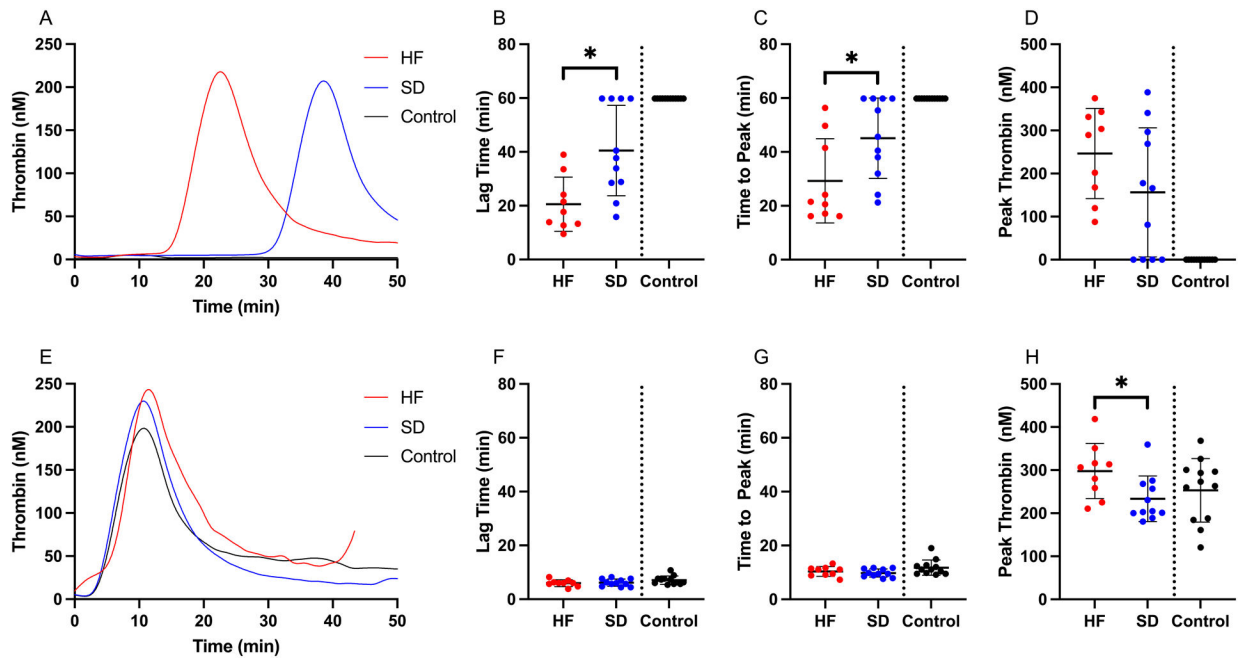 A
Thrombin (nM)
250
200
150
100
50
0
0 10 20 30 40 50
Time (min)
HF
SD
Control
B
Lag Time (min)
80
60
40
20
0
*
HF SD Control
C
Time to Peak (min)
80
60
40
20
0
*
HF SD Control
D
Peak Thrombin (nM)
500
400
300
200
100
0
HF SD Control
E
Thrombin (nM)
250
200
150
100
50
0
0 10 20 30 40 50
Time (min)
HF
SD
Control
F
Lag Time (min)
80
60
40
20
0
HF SD Control
G
Time to Peak (min)
80
60
40
20
0
HF SD Control
H
Peak Thrombin (nM)
500
400
300
200
100
0
*
HF SD Control